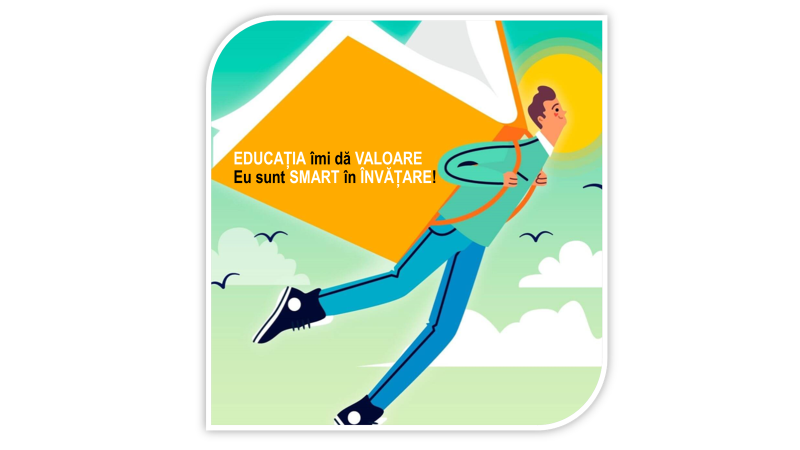 EDUCAȚIA îmi dă VALOARE
Eu sunt SMART în ÎNVĂȚARE!